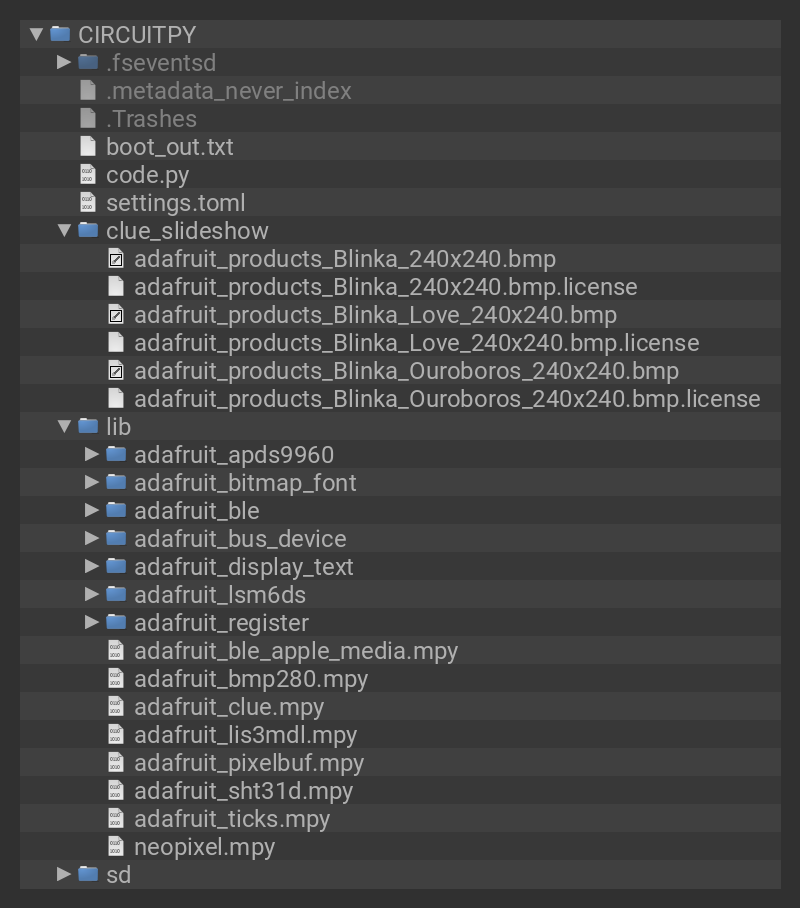 CIRCUITPY
.fseventsd
.metadata_never_index
.Trashes
boot_out.txt
code.py
settings.toml
clue_slideshow
adafruit_products_Blinka_240x240.bmp
adafruit_products_Blinka_240x240.bmp.license
adafruit_products_Blinka_Love_240x240.bmp
adafruit_products_Blinka_Love_240x240.bmp.license
adafruit_products_Blinka_Ouroboros_240x240.bmp
adafruit_products_Blinka_Ouroboros_240x240.bmp.license
lib
adafruit_apds9960
adafruit_bitmap_font
adafruit_ble
adafruit_bus_device
adafruit_display_text
adafruit_lsm6ds
adafruit_register
adafruit_ble_apple_media.mpy
adafruit_bmp280.mpy
adafruit_clue.mpy
adafruit_lis3mdl.mpy
adafruit_pixelbuf.mpy
adafruit_sht31d.mpy
adafruit_ticks.mpy
neopixel.mpy
sd